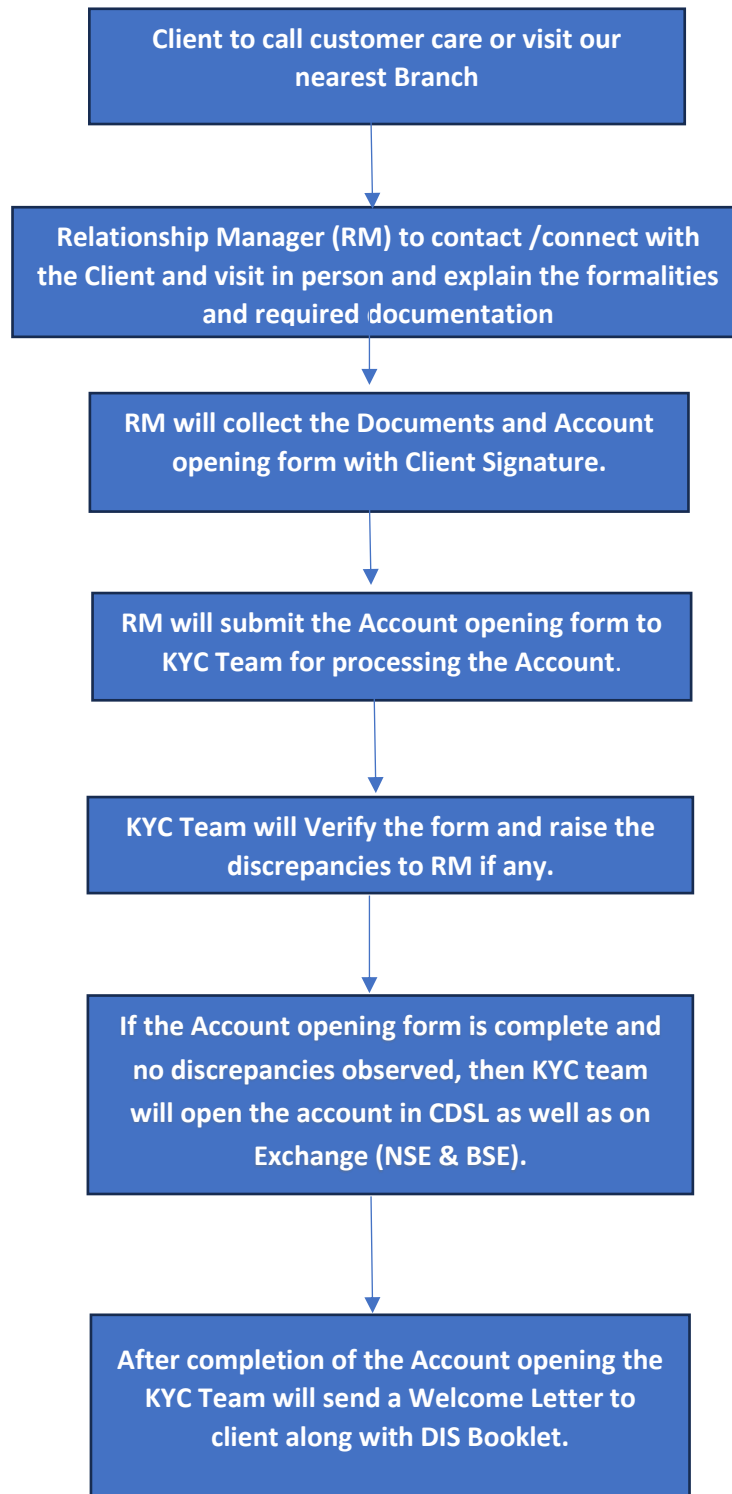 Client to call customer care or visit our
nearest Branch
Relationship Manager (RM) to contact /connect with
the Client and visit in person and explain the formalities
and required documentation
RM will collect the Documents and Account
opening form with Client Signature.
RM will submit the Account opening form to
KYC Team for processing the Account.
KYC Team will Verify the form and raise the
discrepancies to RM if any.
If the Account opening form is complete and
no discrepancies observed, then KYC team
will open the account in CDSL as well as on
Exchange (NSE & BSE).
After completion of the Account opening the
KYC Team will send a Welcome Letter to
client along with DIS Booklet.